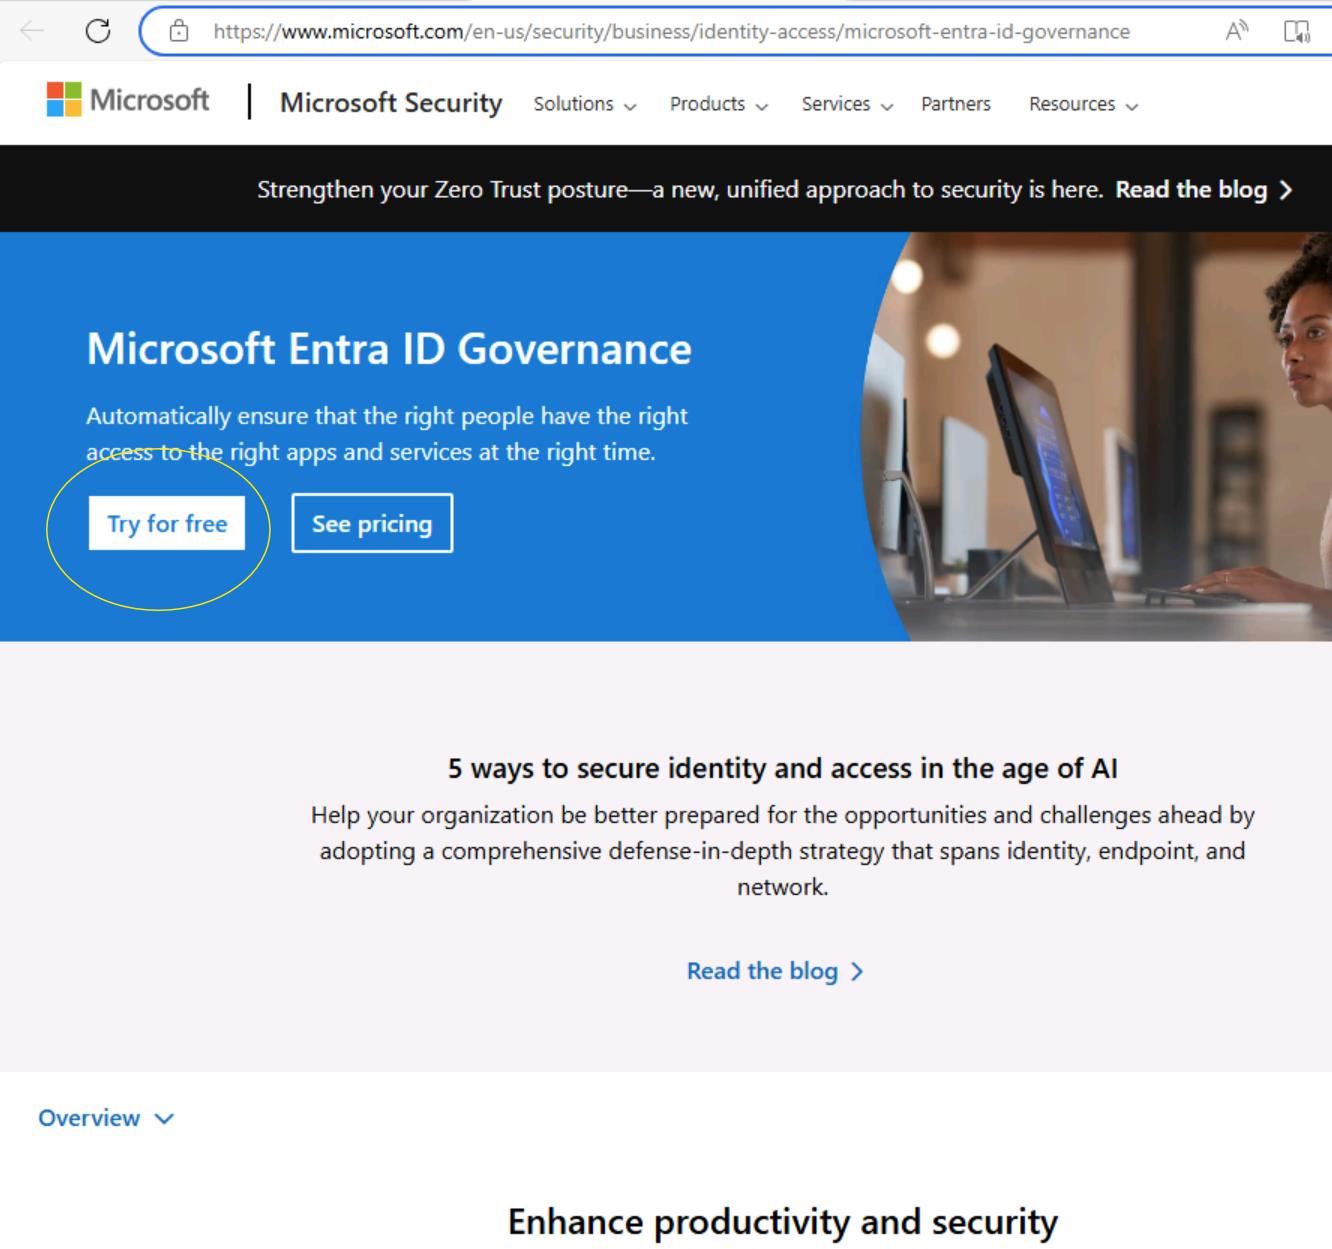 https://www.microsoft.com/en-us/security/business/identity-access/microsoft-entra-id-governance
Microsoft
Microsoft Security Solutions Products Services Partners Resources
Strengthen your Zero Trust posture—a new, unified approach to security is here. Read the blog
Microsoft Entra ID Governance
Automatically ensure that the right people have the right
access to the right apps and services at the right time.
Try for free See pricing
5 ways to secure identity and access in the age of AI
Help your organization be better prepared for the opportunities and challenges ahead by
adopting a comprehensive defense-in-depth strategy that spans identity, endpoint, and
network.
Read the blog
Overview
Enhance productivity and security